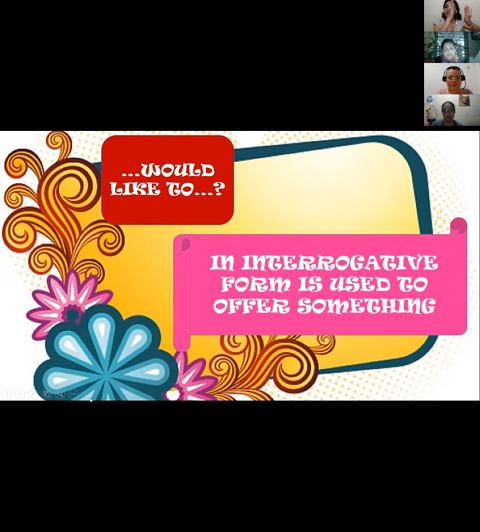 ...WOULD
LIKE TO...?
IN INTERROGATIVE
FORM IS USED TO
OFFER SOMETHING